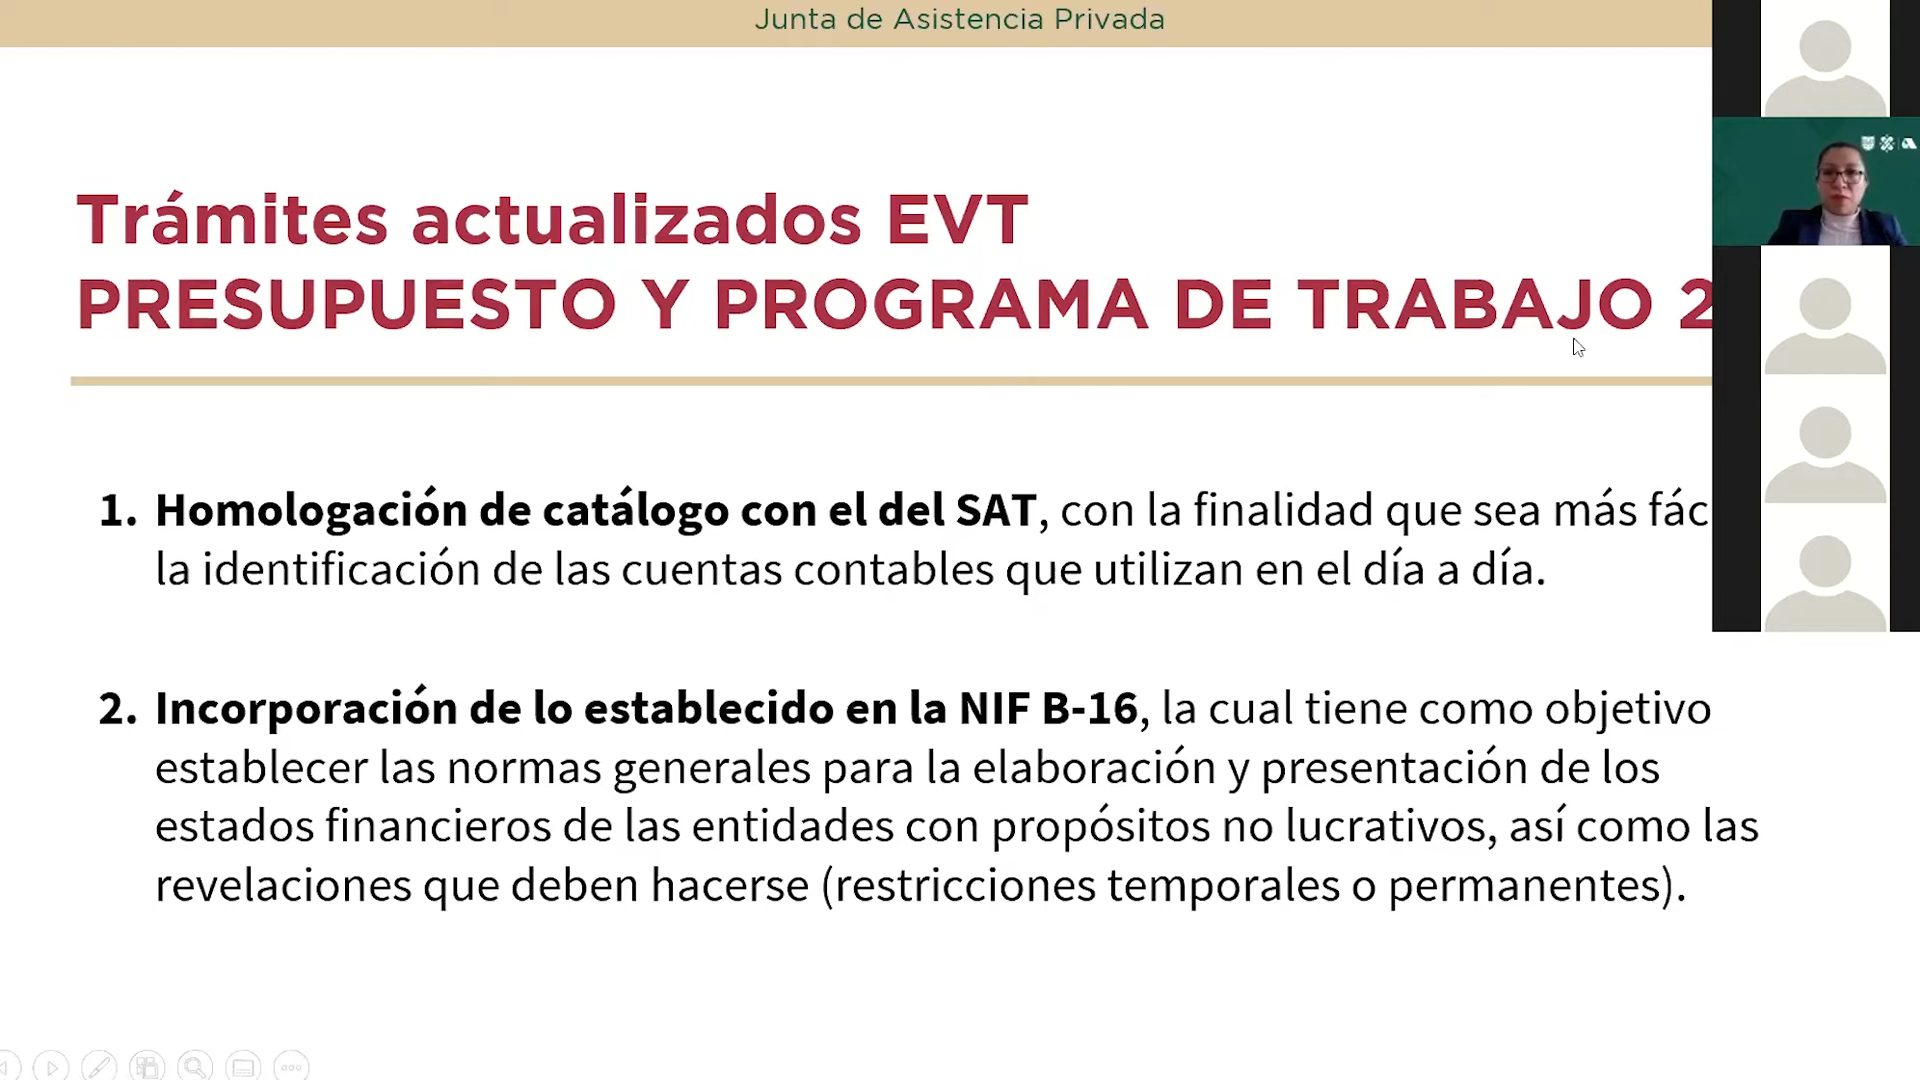 Junta de Asistencia Privada
Trámites actualizados EVT
PRESUPUESTO Y PROGRAMA DE TRABAJO 2
1. Homologación de catálogo con el del SAT, con la finalidad que sea más fác
la identificación de las cuentas contables que utilizan en el día a día.
2. Incorporación de lo establecido en la NIF B-16, la cual tiene como objetivo
establecer las normas generales para la elaboración y presentación de los
estados financieros de las entidades con propósitos no lucrativos, así como las
revelaciones que deben hacerse (restricciones temporales o permanentes).